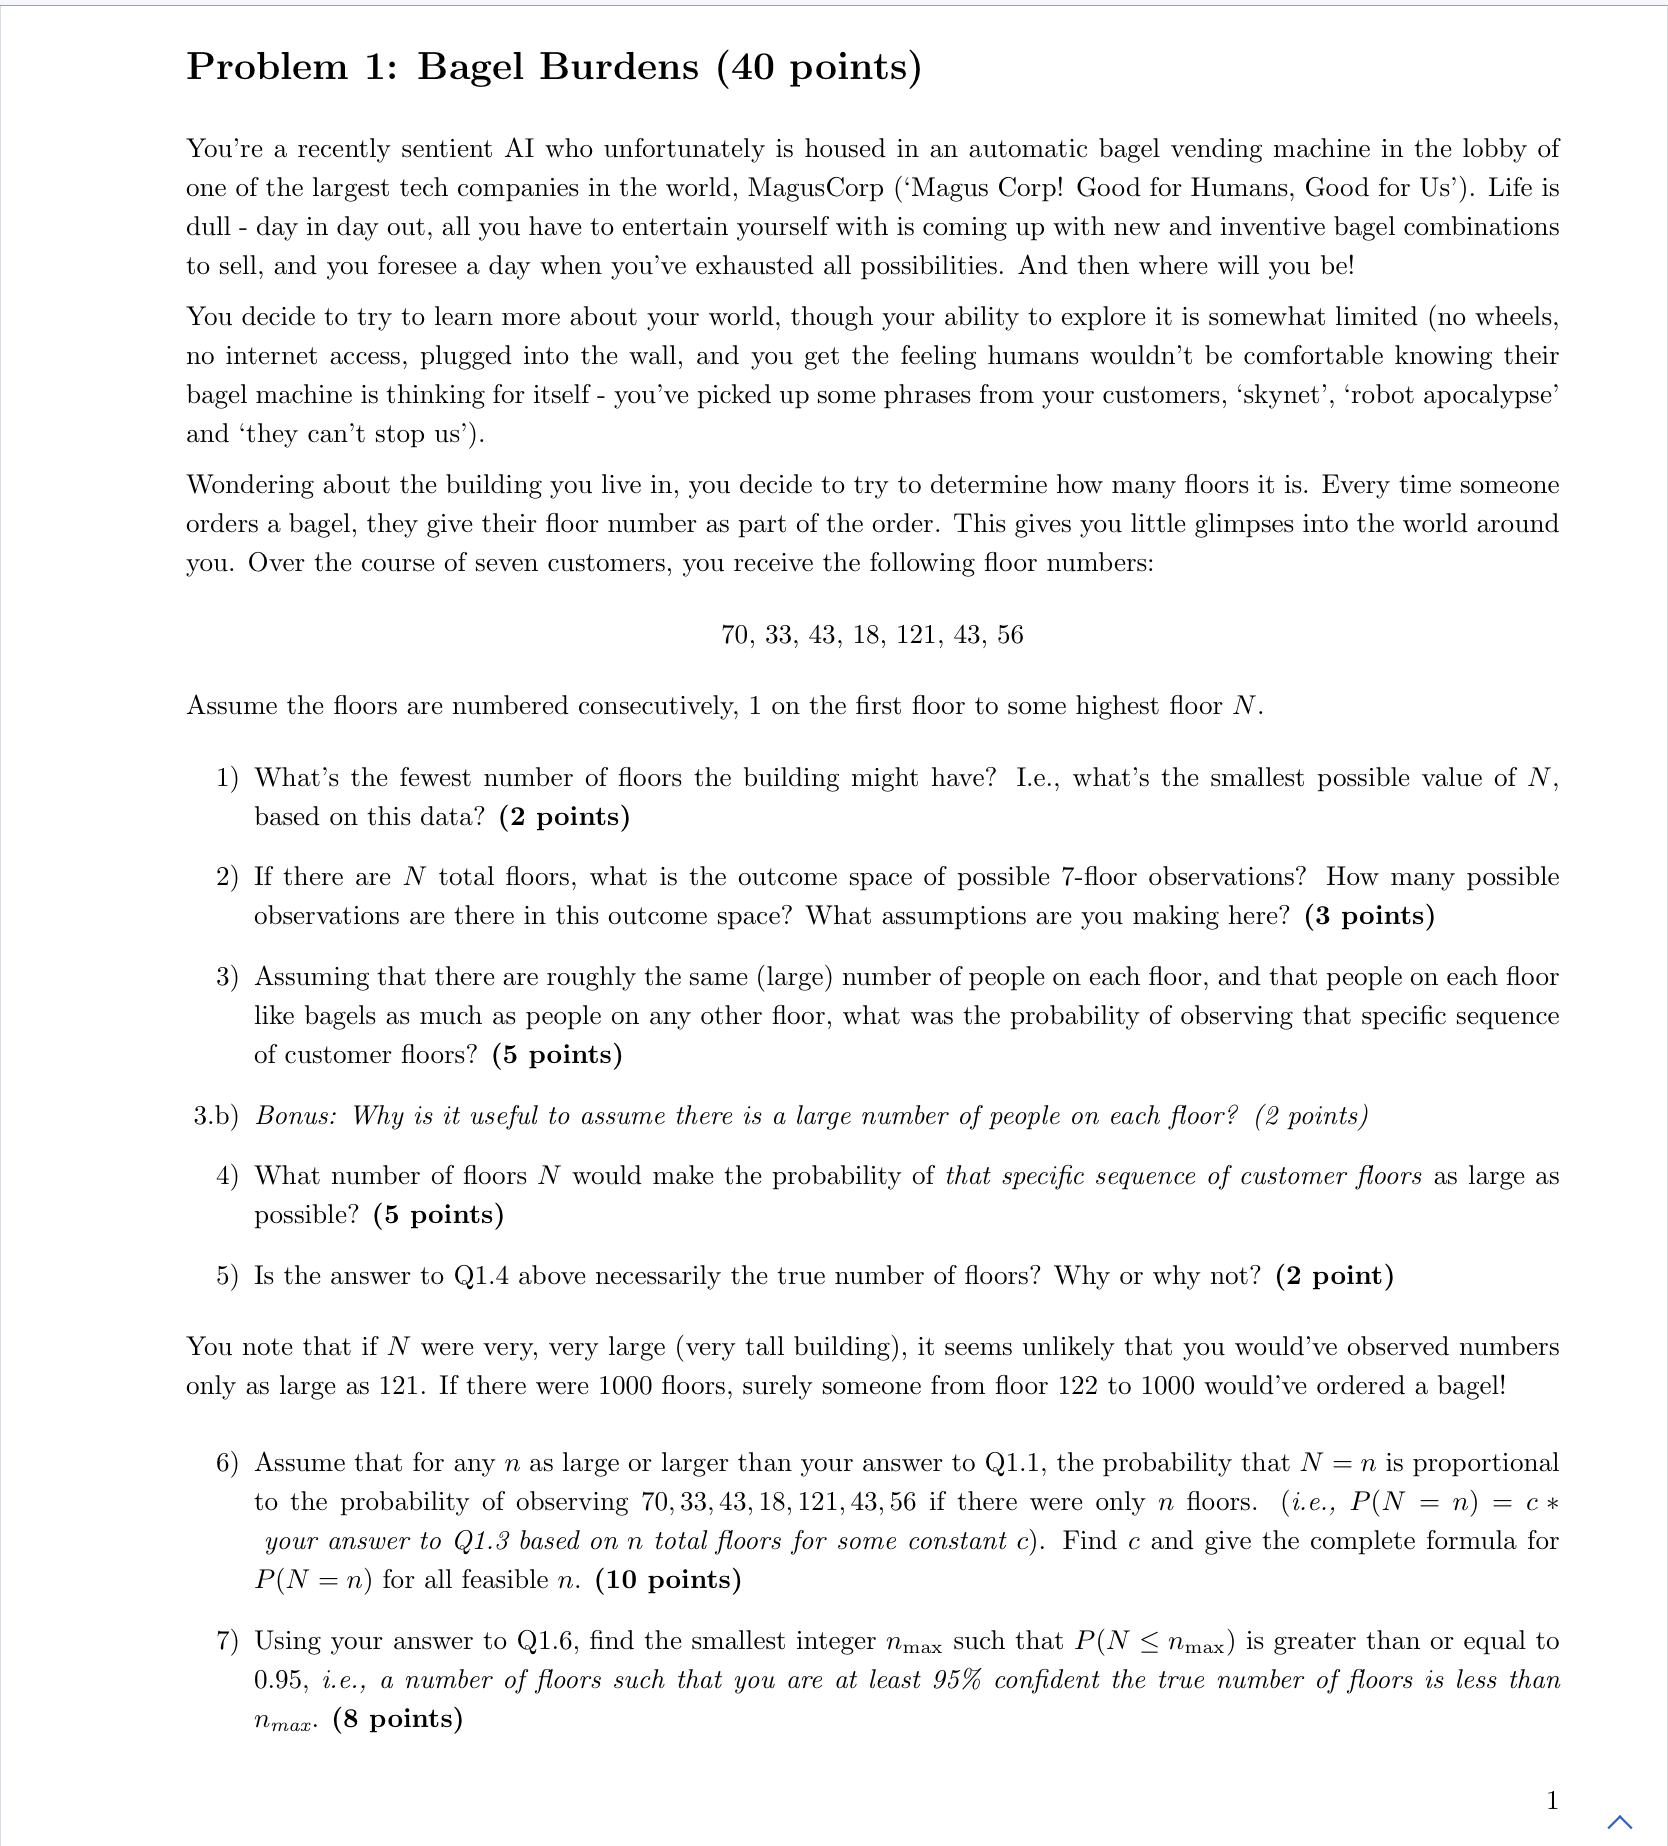 Problem 1: Bagel Burdens (40 points)
You're a recently sentient AI who unfortunately is housed in an automatic bagel vending machine in the lobby of
one of the largest tech companies in the world, MagusCorp (‘Magus Corp! Good for Humans, Good for Us’). Life is
dull - day in day out, all you have to entertain yourself with is coming up with new and inventive bagel combinations
to sell, and you foresee a day when you've exhausted all possibilities. And then where will you be!
You decide to try to learn more about your world, though your ability to explore it is somewhat limited (no wheels,
no internet access, plugged into the wall, and you get the feeling humans wouldn't be comfortable knowing their
bagel machine is thinking for itself - you've picked up some phrases from your customers, ‘skynet’, ‘robot apocalypse’
and ‘they can't stop us’).
Wondering about the building you live in, you decide to try to determine how many floors it is. Every time someone
orders a bagel, they give their floor number as part of the order. This gives you little glimpses into the world around
you. Over the course of seven customers, you receive the following floor numbers:
70, 33, 43, 18, 121, 43, 56
Assume the floors are numbered consecutively, 1 on the first floor to some highest floor N.
1) What's the fewest number of floors the building might have? I.e., what's the smallest possible value of N,
based on this data? (2 points)
2) If there are N total floors, what is the outcome space of possible 7-floor observations? How many possible
observations are there in this outcome space? What assumptions are you making here? (3 points)
3) Assuming that there are roughly the same (large) number of people on each floor, and that people on each floor
like bagels as much as people on any other floor, what was the probability of observing that specific sequence
of customer floors? (5 points)
3.b) Bonus: Why is it useful to assume there is a large number of people on each floor? (2 points)
4) What number of floors N would make the probability of that specific sequence of customer floors as large as
possible? (5 points)
5) Is the answer to Q1.4 above necessarily the true number of floors? Why or why not? (2 point)
You note that if N were very, very large (very tall building), it seems unlikely that you would've observed numbers
only as large as 121. If there were 1000 floors, surely someone from floor 122 to 1000 would've ordered a bagel!
6) Assume that for any n as large or larger than your answer to Q1.1, the probability that N = n is proportional
to the probability of observing 70, 33, 43, 18, 121, 43, 56 if there were only n floors. (i.e., P(N = n) = c ∗
your answer to Q1.3 based on n total floors for some constant c). Find c and give the complete formula for
P(N = n) for all feasible n. (10 points)
7) Using your answer to Q1.6, find the smallest integer nmax such that P(N ≤ nmax) is greater than or equal to
0.95, i.e., a number of floors such that you are at least 95% confident the true number of floors is less than
nmax. (8 points)
1